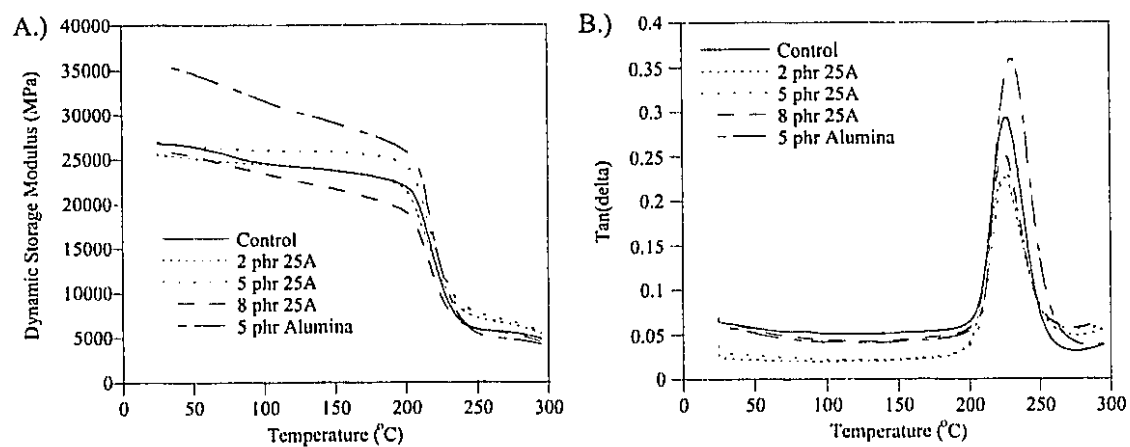 A.)
40000
35000
30000
25000
20000
15000
10000
5000
0
Dynamic Storage Modulus (MPa)
Control
2 phr 25A
5 phr 25A
8 phr 25A
5 phr Alumina
0 50 100 150 200 250 300
Temperature (°C)
B.)
0.4
0.35
0.3
0.25
0.2
0.15
0.1
0.05
0
Tan(delta)
Control
2 phr 25A
5 phr 25A
8 phr 25A
5 phr Alumina
0 50 100 150 200 250 300
Temperature (°C)